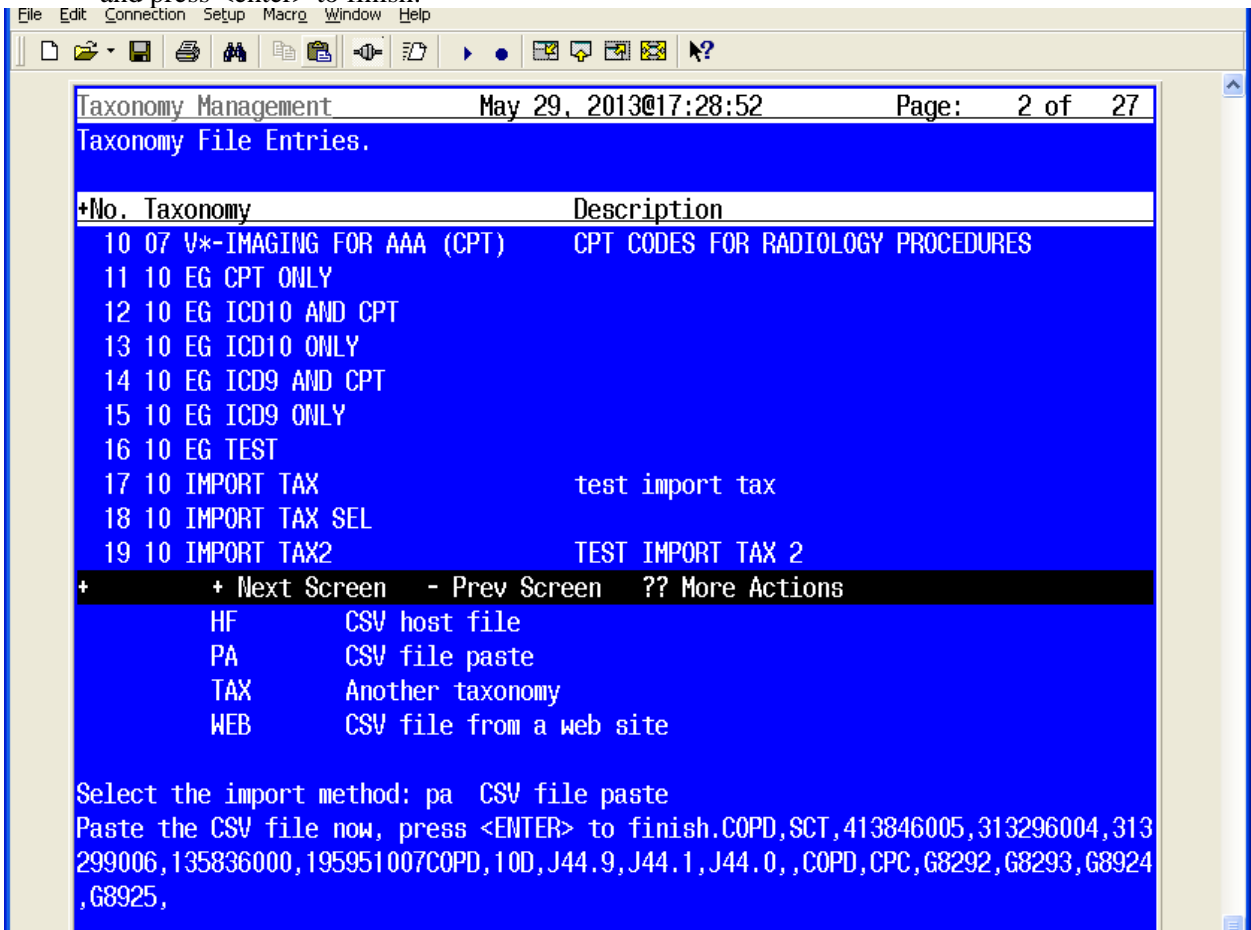 and press <enter> to finish.
File Edit Connection Setup Macro Window Help
Taxonomy Management May 29, 2013@17:28:52 Page: 2 of 27
Taxonomy File Entries.
+No. Taxonomy Description
10 07 V*-IMAGING FOR AAA (CPT) CPT CODES FOR RADIOLOGY PROCEDURES
11 10 EG CPT ONLY
12 10 EG ICD10 AND CPT
13 10 EG ICD10 ONLY
14 10 EG ICD9 AND CPT
15 10 EG ICD9 ONLY
16 10 EG TEST
17 10 IMPORT TAX test import tax
18 10 IMPORT TAX SEL
19 10 IMPORT TAX2 TEST IMPORT TAX 2
+ + Next Screen - Prev Screen ?? More Actions
HF CSV host file
PA CSV file paste
TAX Another taxonomy
WEB CSV file from a web site
Select the import method: pa CSV file paste
Paste the CSV file now, press <ENTER> to finish.COPD,SCT,413846005,313296004,313
299006,135836000,195951007COPD,10D,J44.9,J44.1,J44.0,,COPD,CPC,G8292,G8293,G8924
,G8925,